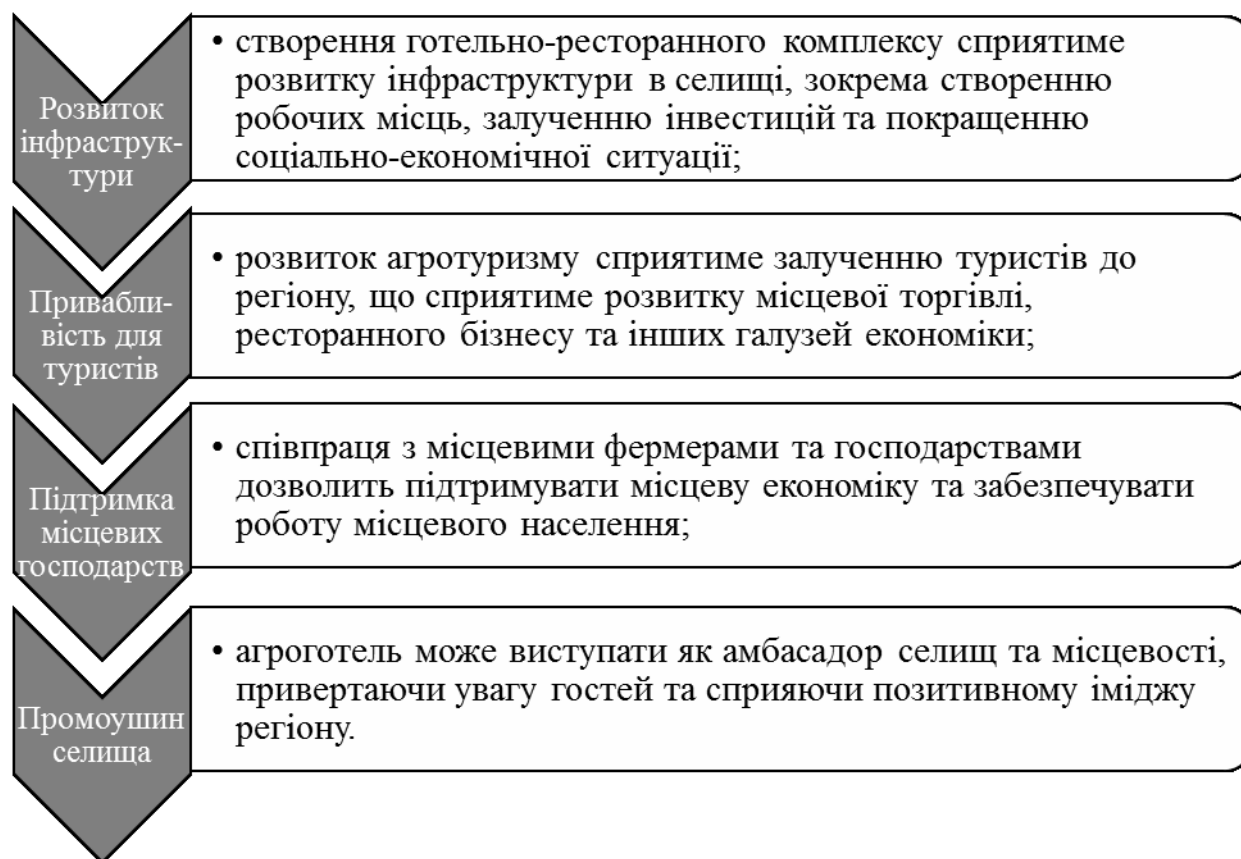 Розвиток
інфраструк-
тури
• створення готельно-ресторанного комплексу сприятиме
розвитку інфраструктури в селищі, зокрема створенню
робочих місць, залученню інвестицій та покращенню
соціально-економічної ситуації;
Привабли-
вість для
туристів
• розвиток агротуризму сприятиме залученню туристів до
регіону, що сприятиме розвитку місцевої торгівлі,
ресторанного бізнесу та інших галузей економіки;
Підтримка
місцевих
господарств
• співпраця з місцевими фермерами та господарствами
дозволить підтримувати місцеву економіку та забезпечувати
роботу місцевого населення;
Промоушин
селища
• агроготель може виступати як амбасадор селищ та місцевості,
привертаючи увагу гостей та сприяючи позитивному іміджу
регіону.